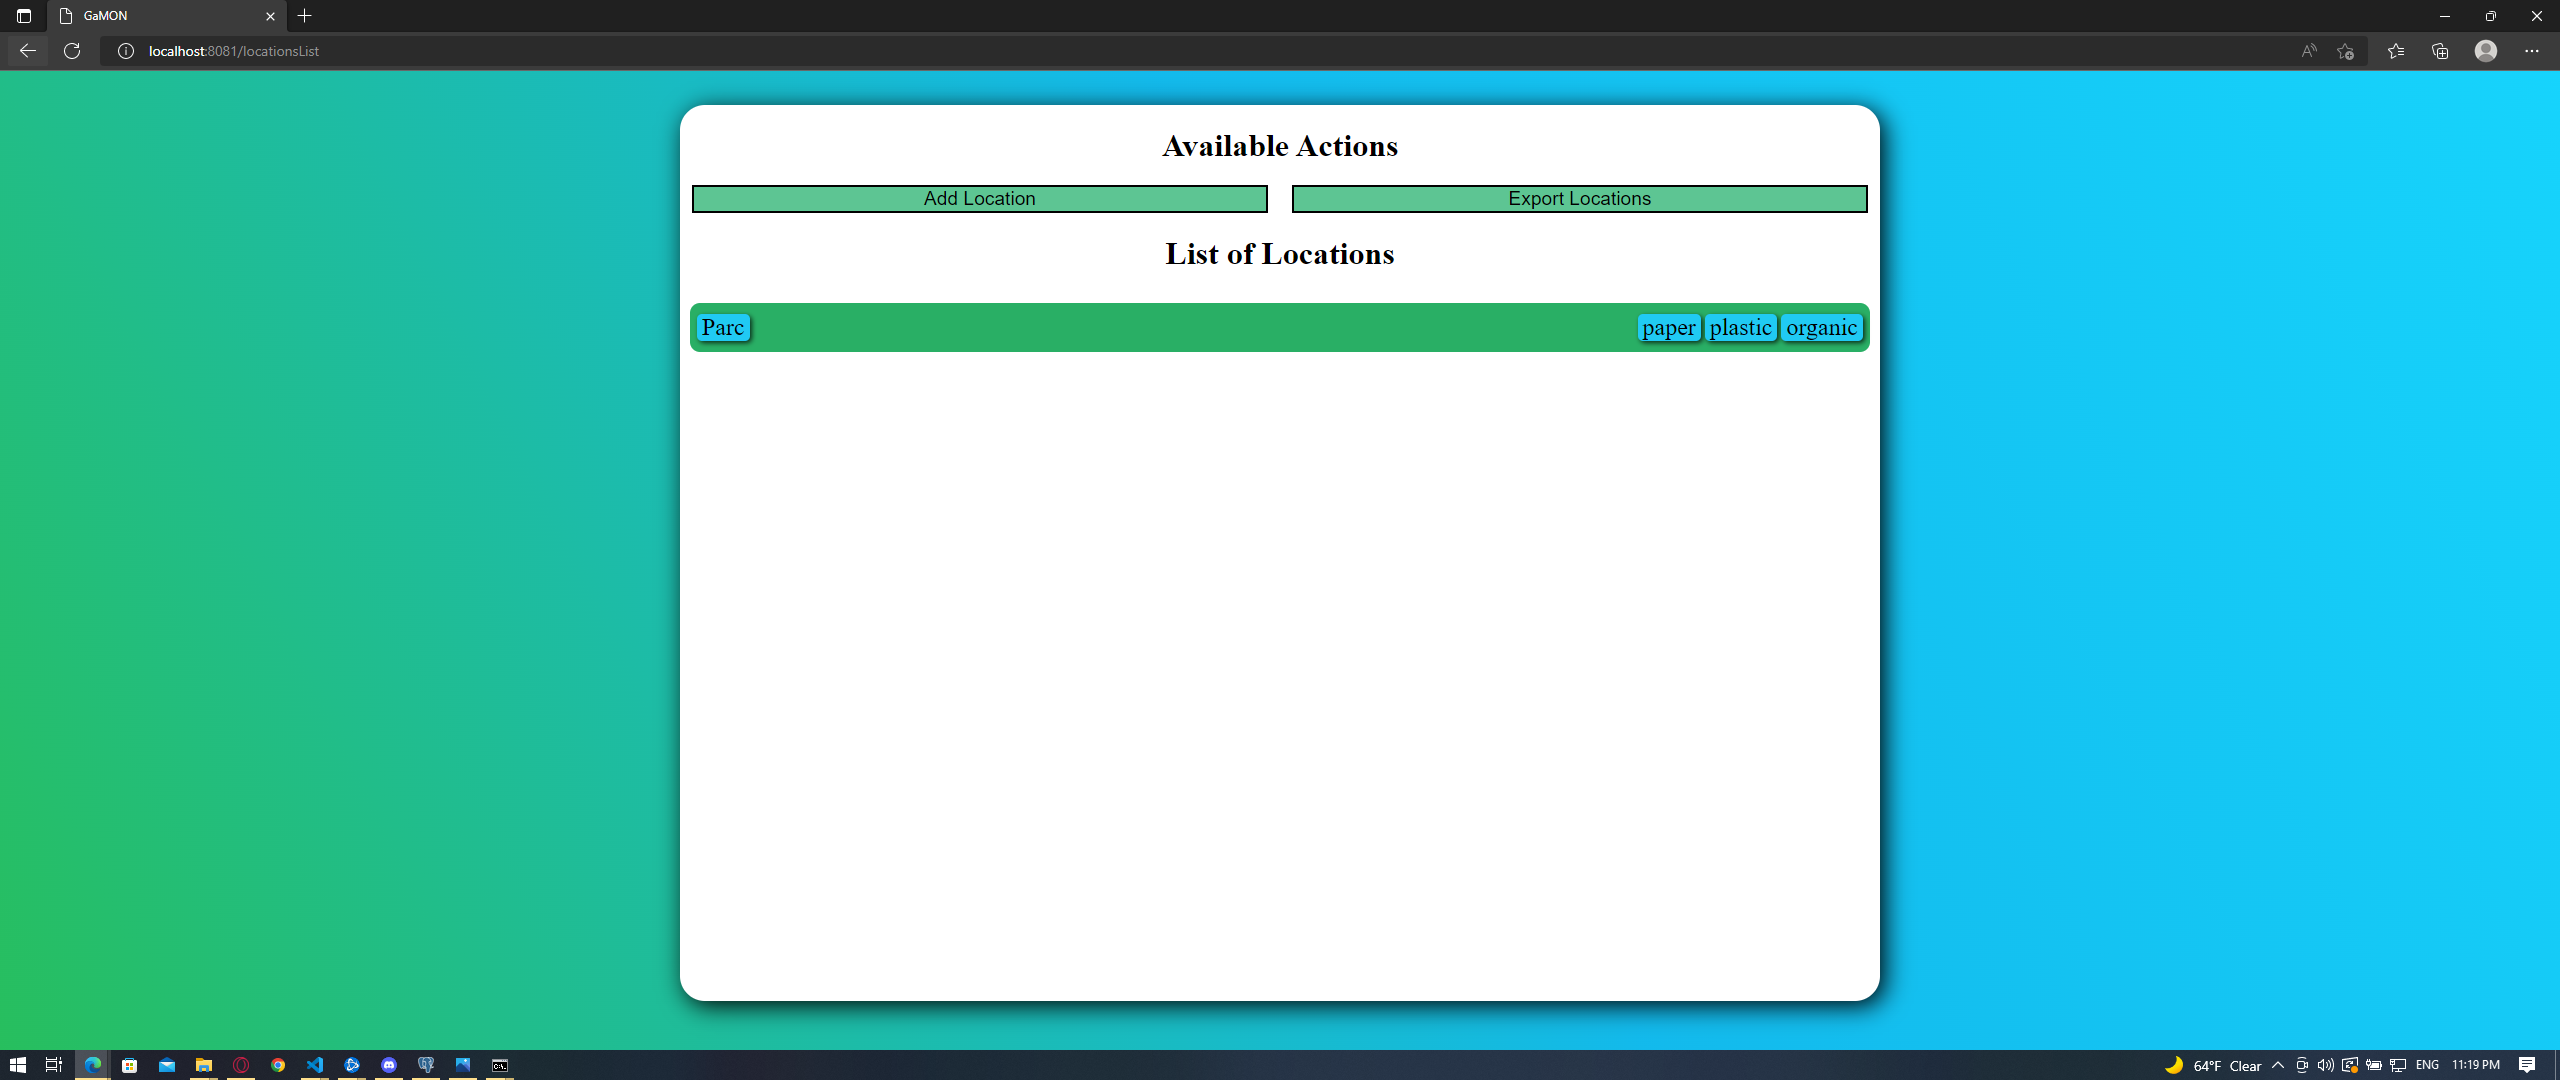 GaMON
localhost:8081/locationsList
Available Actions
Add Location Export Locations
List of Locations
Parc paper plastic organic
64°F Clear ENG 11:19 PM